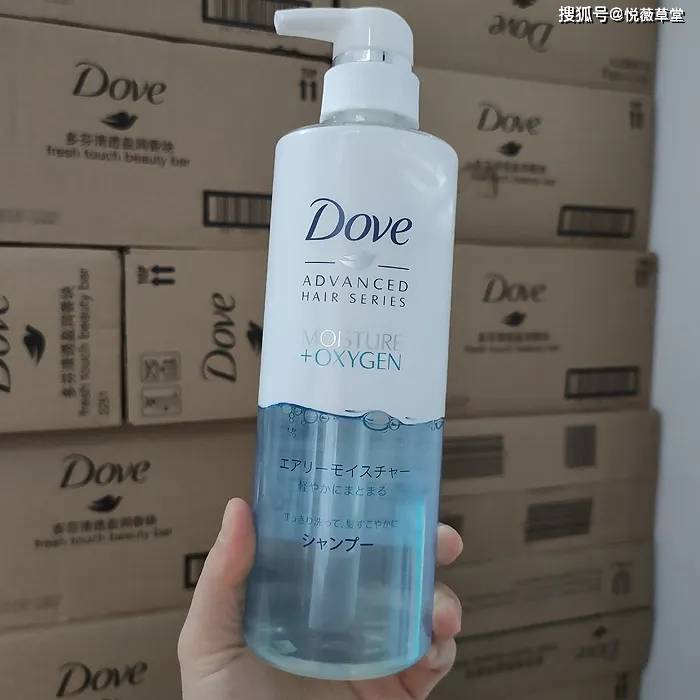 搜狐号@悦薇草堂
Dove
多芬清透盈润香块
fresh touch beauty bar
Dove
Dove
Dove
ADVANCED
HAIR SERIES
MOISTURE
+OXYGEN
エアリーモイスチャー
軽やかにまとまる
すっきり洗って、髪すこやかに
シャンプー
多芬清透盈润香块
fresh touch beauty bar
Dove
Dove
Dove
多芬清透盈润香块
fresh touch beauty bar
Dove